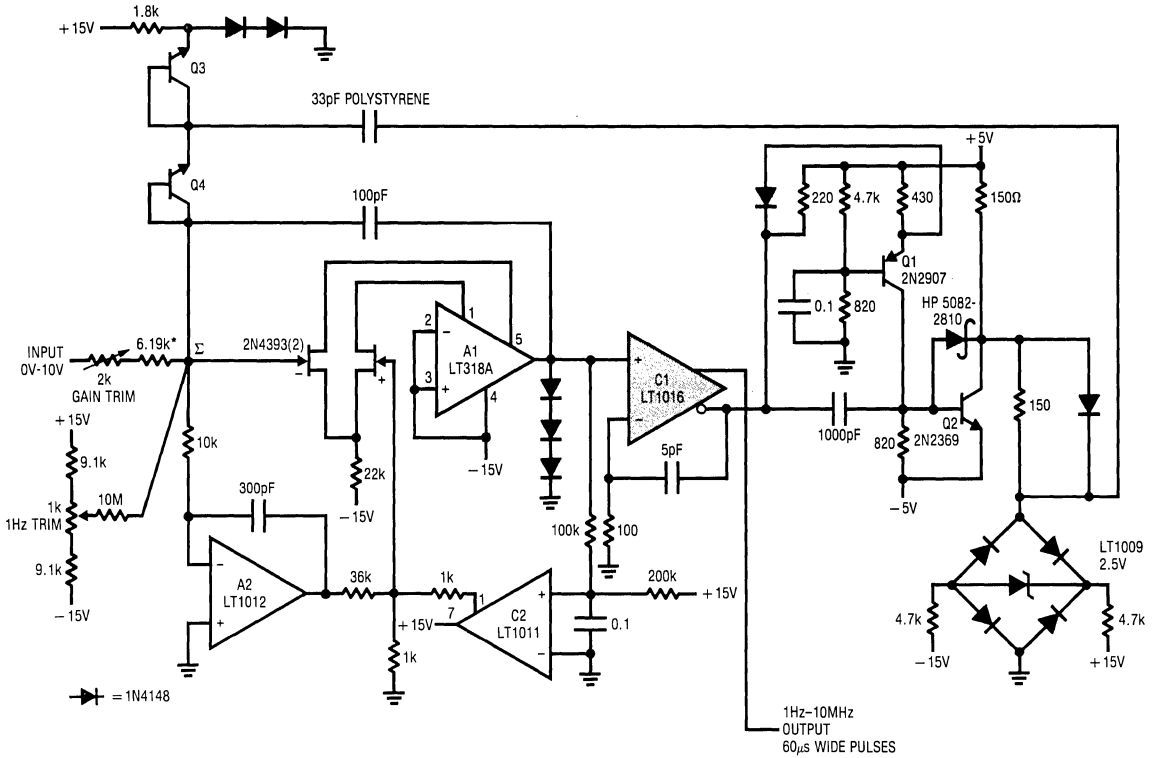 1.8k
+15V
Q3
33pF POLYSTYRENE
+5V
Q4
100pF
220
4.7k
430
150Ω
Q1
2N2907
0.1
820
HP 5082-
2810
1
2
−
5
3
+
4
A1
LT318A
−15V
INPUT
0V-10V
6.19k*
Σ
2N4393(2)
−
+
2k
GAIN TRIM
+
C1
LT1016
−
150
Q2
2N2369
1000pF
820
−5V
+15V
9.1k
10k
22k
−15V
5pF
1k
1Hz TRIM
10M
300pF
100k
100
9.1k
−15V
−
A2
LT1012
+
36k
1k
1
7
+15V
C2
LT1011
+
−
200k
+15V
0.1
1k
LT1009
2.5V
4.7k
−15V
4.7k
+15V
= 1N4148
1Hz–10MHz
OUTPUT
60μs WIDE PULSES